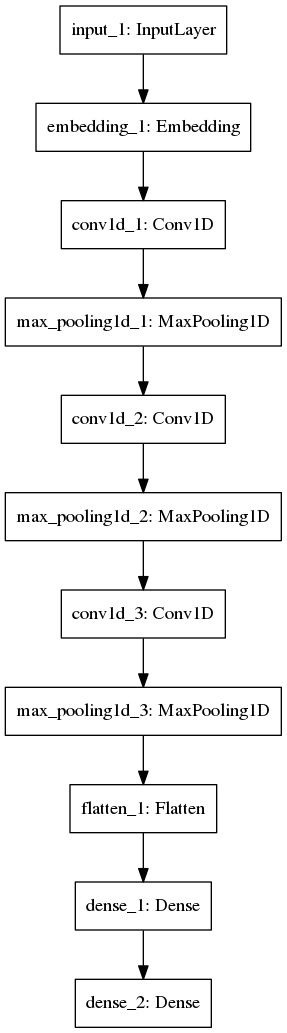 input_1: InputLayer
embedding_1: Embedding
conv1d_1: Conv1D
max_pooling1d_1: MaxPooling1D
conv1d_2: Conv1D
max_pooling1d_2: MaxPooling1D
conv1d_3: Conv1D
max_pooling1d_3: MaxPooling1D
flatten_1: Flatten
dense_1: Dense
dense_2: Dense